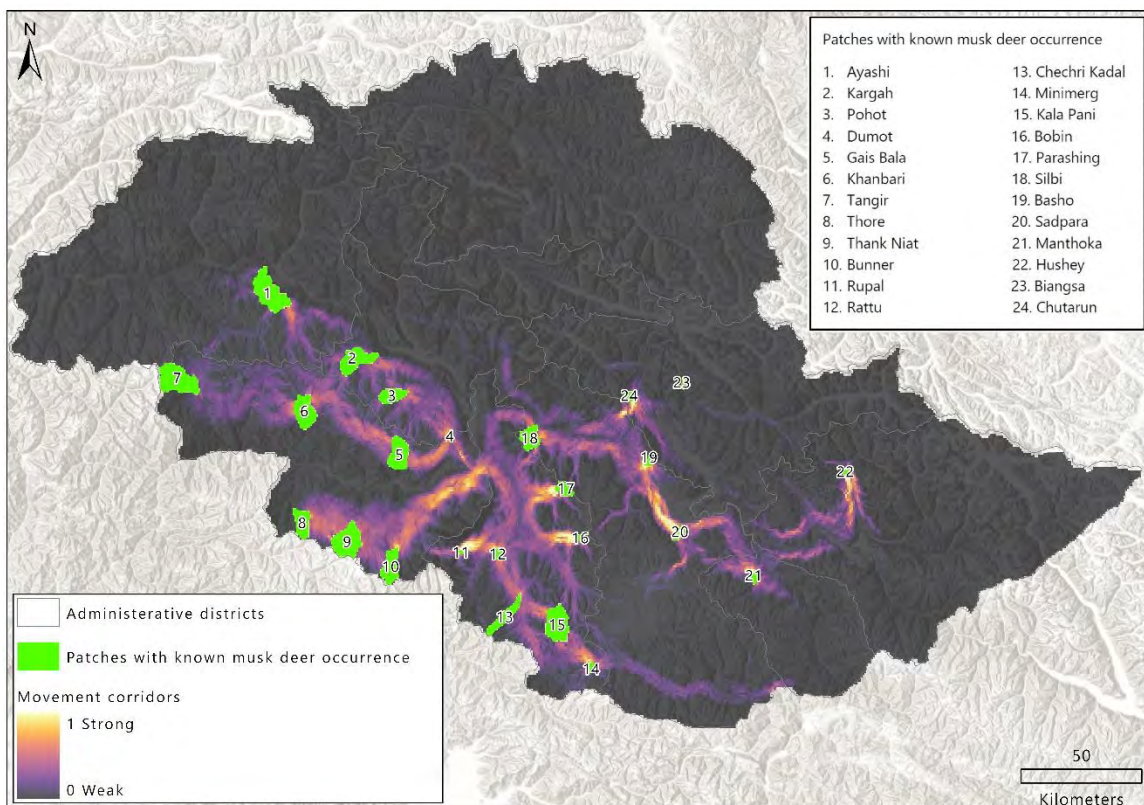 N
Patches with known musk deer occurrence
1. Ayashi
2. Kargah
3. Pohot
4. Dumot
5. Gais Bala
6. Khanbari
7. Tangir
8. Thore
9. Thank Niat
10. Bunner
11. Rupal
12. Rattu
13. Chechri Kadal
14. Minimerg
15. Kala Pani
16. Bobin
17. Parashing
18. Silbi
19. Basho
20. Sadpara
21. Manthoka
22. Hushey
23. Biangsa
24. Chutarun
1
2
7
3
23
24
6
4
18
5
19
22
17
8
20
9
16
11
12
10
21
13
15
14
Administerative districts
Patches with known musk deer occurrence
Movement corridors
1 Strong
0 Weak
50
Kilometers